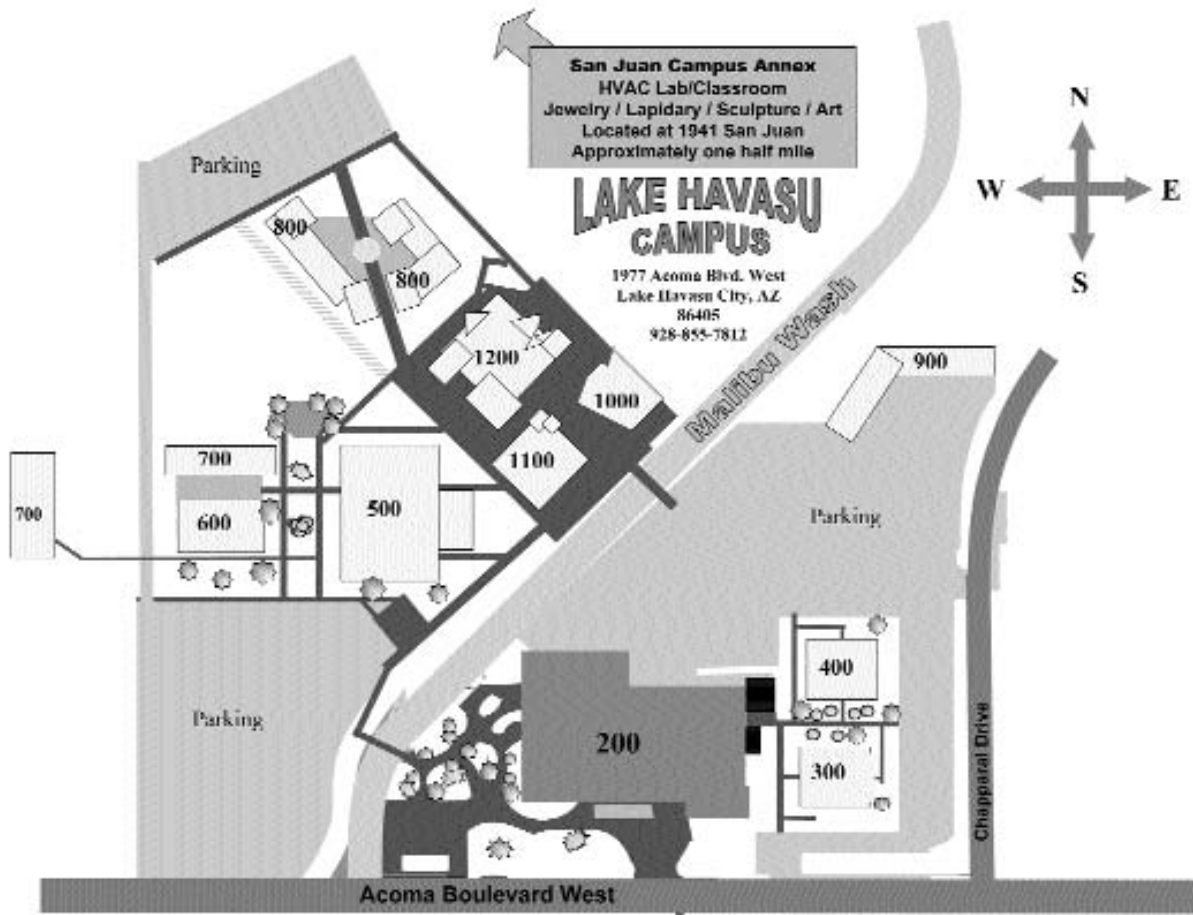 San Juan Campus Annex
HVAC Lab/Classroom
Jewelry / Lapidary / Sculpture / Art
Located at 1941 San Juan
Approximately one half mile
LAKE HAVASU
CAMPUS
1977 Acoma Blvd. West
Lake Havasu City, AZ
86405
928-855-7812
N
W
E
S
Parking
800
800
Malibu Wash
1200
900
1000
700
1100
700
500
600
Parking
400
Parking
200
300
Chapparal Drive
Acoma Boulevard West